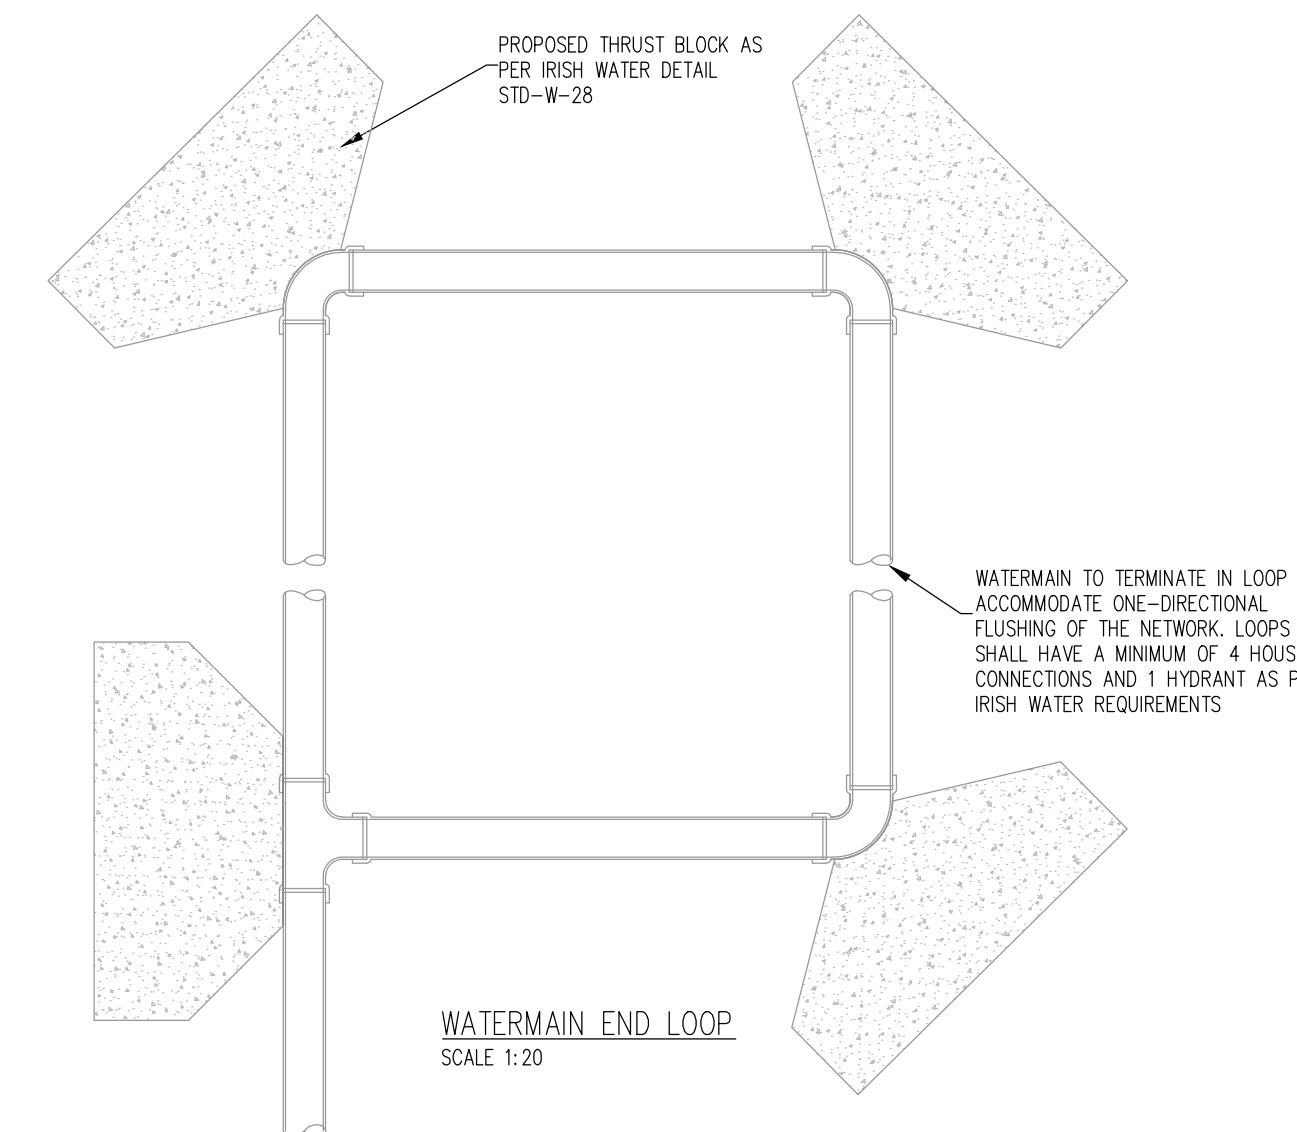 PROPOSED THRUST BLOCK AS
PER IRISH WATER DETAIL
STD-W-28
WATERMAIN TO TERMINATE IN LOOP
ACCOMMODATE ONE-DIRECTIONAL
FLUSHING OF THE NETWORK. LOOPS
SHALL HAVE A MINIMUM OF 4 HOUS
CONNECTIONS AND 1 HYDRANT AS P
IRISH WATER REQUIREMENTS
WATERMAIN END LOOP
SCALE 1:20